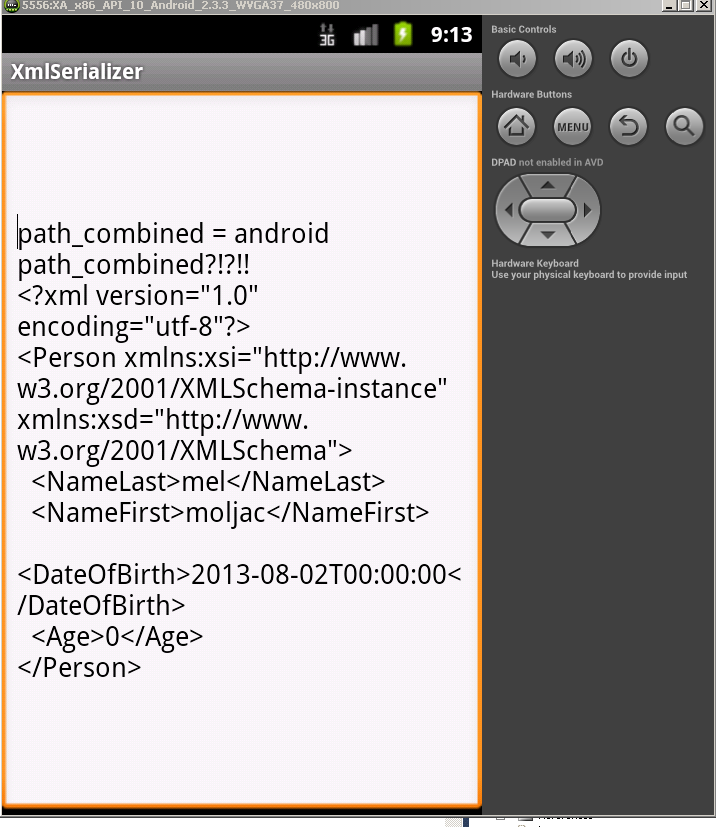 5556:XA_x86_API_10_Android_2.3.3_WVGA37_480x800
3G
9:13
XmlSerializer
path_combined = android
path_combined?!?!!
<?xml version="1.0"
encoding="utf-8"?>
<Person xmlns:xsi="http://www.
w3.org/2001/XMLSchema-instance"
xmlns:xsd="http://www.
w3.org/2001/XMLSchema">
<NameLast>mel</NameLast>
<NameFirst>moljac</NameFirst>
<DateOfBirth>2013-08-02T00:00:00<
/DateOfBirth>
<Age>0</Age>
</Person>
Basic Controls
Hardware Buttons
MENU
DPAD not enabled in AVD
Hardware Keyboard
Use your physical keyboard to provide input